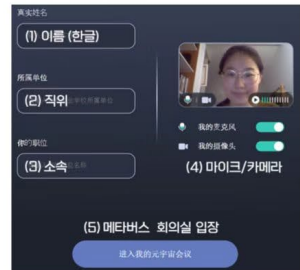 真实姓名
(1) 이름 (한글)
所属单位
(2) 직위
你的职位
(3) 소속
我的麦克风
我的摄像头
(4) 마이크/카메라
(5) 메타버스 회의실 입장
进入我的元宇宙会议